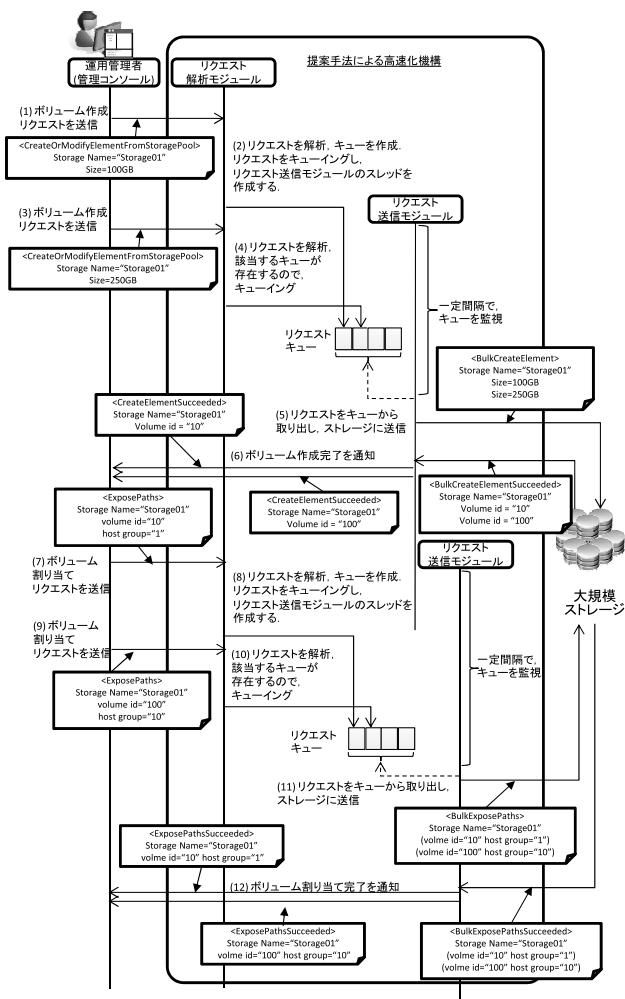 運用管理者
(管理コンソール)
リクエスト
解析モジュール
提案手法による高速化機構
(1) ボリューム作成
リクエストを送信
<CreateOrModifyElementFromStoragePool>
Storage Name=“Storage01”
Size=100GB
(2) リクエストを解析, キューを作成.
リクエストをキューイングし,
リクエスト送信モジュールのスレッドを
作成する.
(3) ボリューム作成
リクエストを送信
リクエスト
送信モジュール
<CreateOrModifyElementFromStoragePool>
Storage Name=“Storage01”
Size=250GB
(4) リクエストを解析,
該当するキューが
存在するので,
キューイング
一定間隔で,
キューを監視
リクエスト
キュー
<BulkCreateElement>
Storage Name=“Storage01”
Size=100GB
Size=250GB
<CreateElementSucceeded>
Storage Name=“Storage01”
Volume id = “10”
(5) リクエストをキューから
取り出し, ストレージに送信
(6) ボリューム作成完了を通知
<ExposePaths>
Storage Name=“Storage01”
volume id=“10”
host group=“1”
<CreateElementSucceeded>
Storage Name=“Storage01”
Volume id = “100”
<BulkCreateElementSucceeded>
Storage Name=“Storage01”
Volume id = “10”
Volume id = “100”
リクエスト
送信モジュール
(7) ボリューム
割り当て
リクエストを送信
(8) リクエストを解析, キューを作成.
リクエストをキューイングし,
リクエスト送信モジュールのスレッドを
作成する.
大規模
ストレージ
(9) ボリューム
割り当て
リクエストを送信
(10) リクエストを解析,
該当するキューが
存在するので,
キューイング
一定間隔で,
キューを監視
<ExposePaths>
Storage Name=“Storage01”
volume id=“100”
host group=“10”
リクエスト
キュー
(11) リクエストをキューから取り出し,
ストレージに送信
<BulkExposePaths>
Storage Name=“Storage01”
(volme id=“10” host group=“1”)
(volme id=“100” host group=“10”)
<ExposePathsSucceeded>
Storage Name=“Storage01”
volme id=“10” host group=“1”
(12) ボリューム割り当て完了を通知
<ExposePathsSucceeded>
Storage Name=“Storage01”
volme id=“100” host group=“10”
<BulkExposePathsSucceeded>
Storage Name=“Storage01”
(volme id=“10” host group=“1”)
(volme id=“100” host group=“10”)